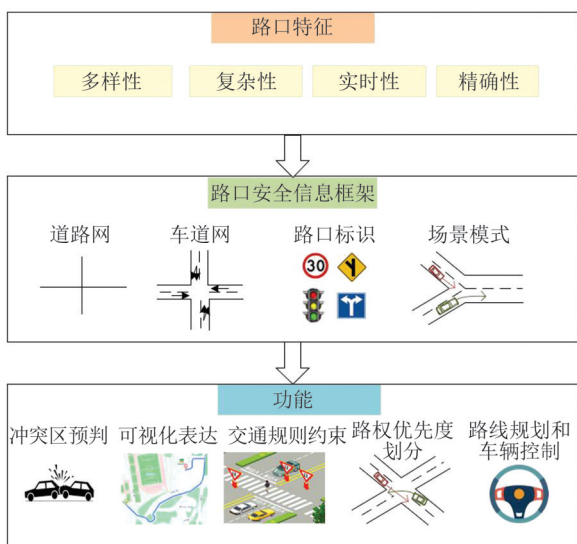 路口特征
多样性 复杂性 实时性 精确性
路口安全信息框架
道路网 车道网 路口标识 场景模式
30
功能
冲突区预判 可视化表达 交通规则约束 路权优先度划分 路线规划和车辆控制